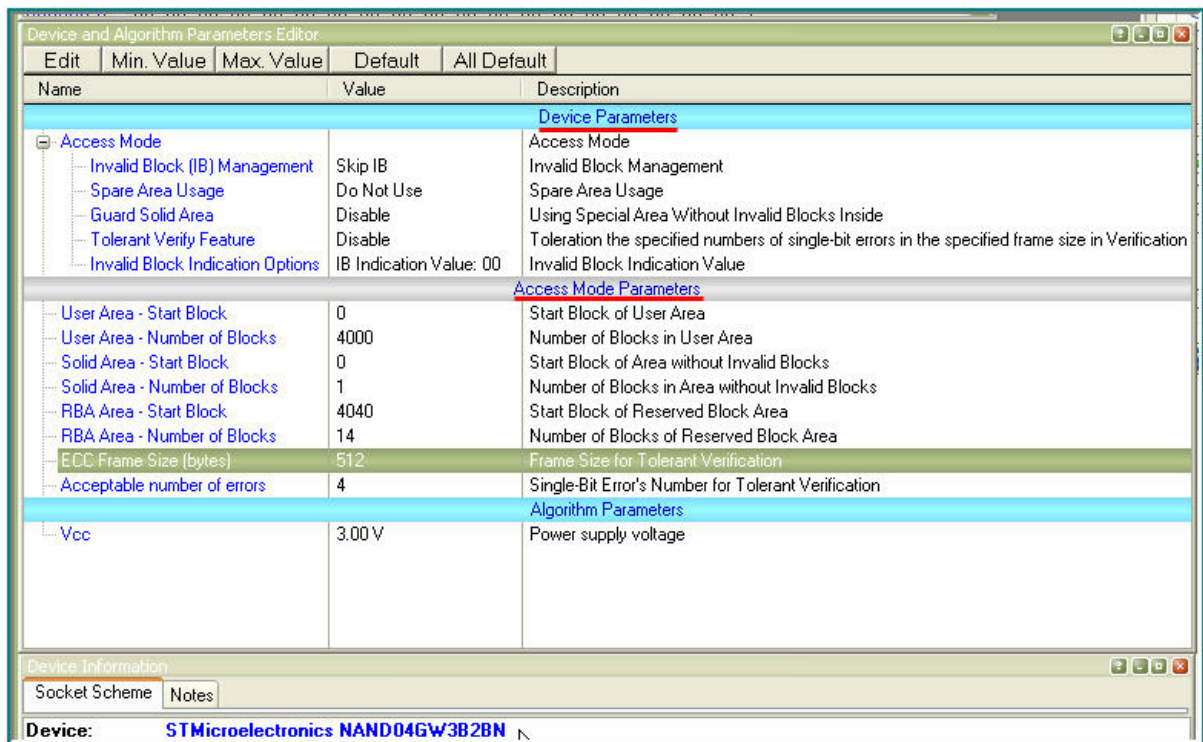 Device and Algorithm Parameters Editor
Edit Min. Value Max. Value Default All Default
Name Value Description
Device Parameters
Access Mode Access Mode
Invalid Block (IB) Management Skip IB Invalid Block Management
Spare Area Usage Do Not Use Spare Area Usage
Guard Solid Area Disable Using Special Area Without Invalid Blocks Inside
Tolerant Verify Feature Disable Toleration the specified numbers of single-bit errors in the specified frame size in Verification
Invalid Block Indication Options IB Indication Value: 00 Invalid Block Indication Value
Access Mode Parameters
User Area - Start Block 0 Start Block of User Area
User Area - Number of Blocks 4000 Number of Blocks in User Area
Solid Area - Start Block 0 Start Block of Area without Invalid Blocks
Solid Area - Number of Blocks 1 Number of Blocks in Area without Invalid Blocks
RBA Area - Start Block 4040 Start Block of Reserved Block Area
RBA Area - Number of Blocks 14 Number of Blocks of Reserved Block Area
ECC Frame Size (bytes) 512 Frame Size for Tolerant Verification
Acceptable number of errors 4 Single-Bit Error's Number for Tolerant Verification
Algorithm Parameters
Vcc 3.00 V Power supply voltage
Device Information
Socket Scheme Notes
Device: STMicroelectronics NAND04GW3B2BN